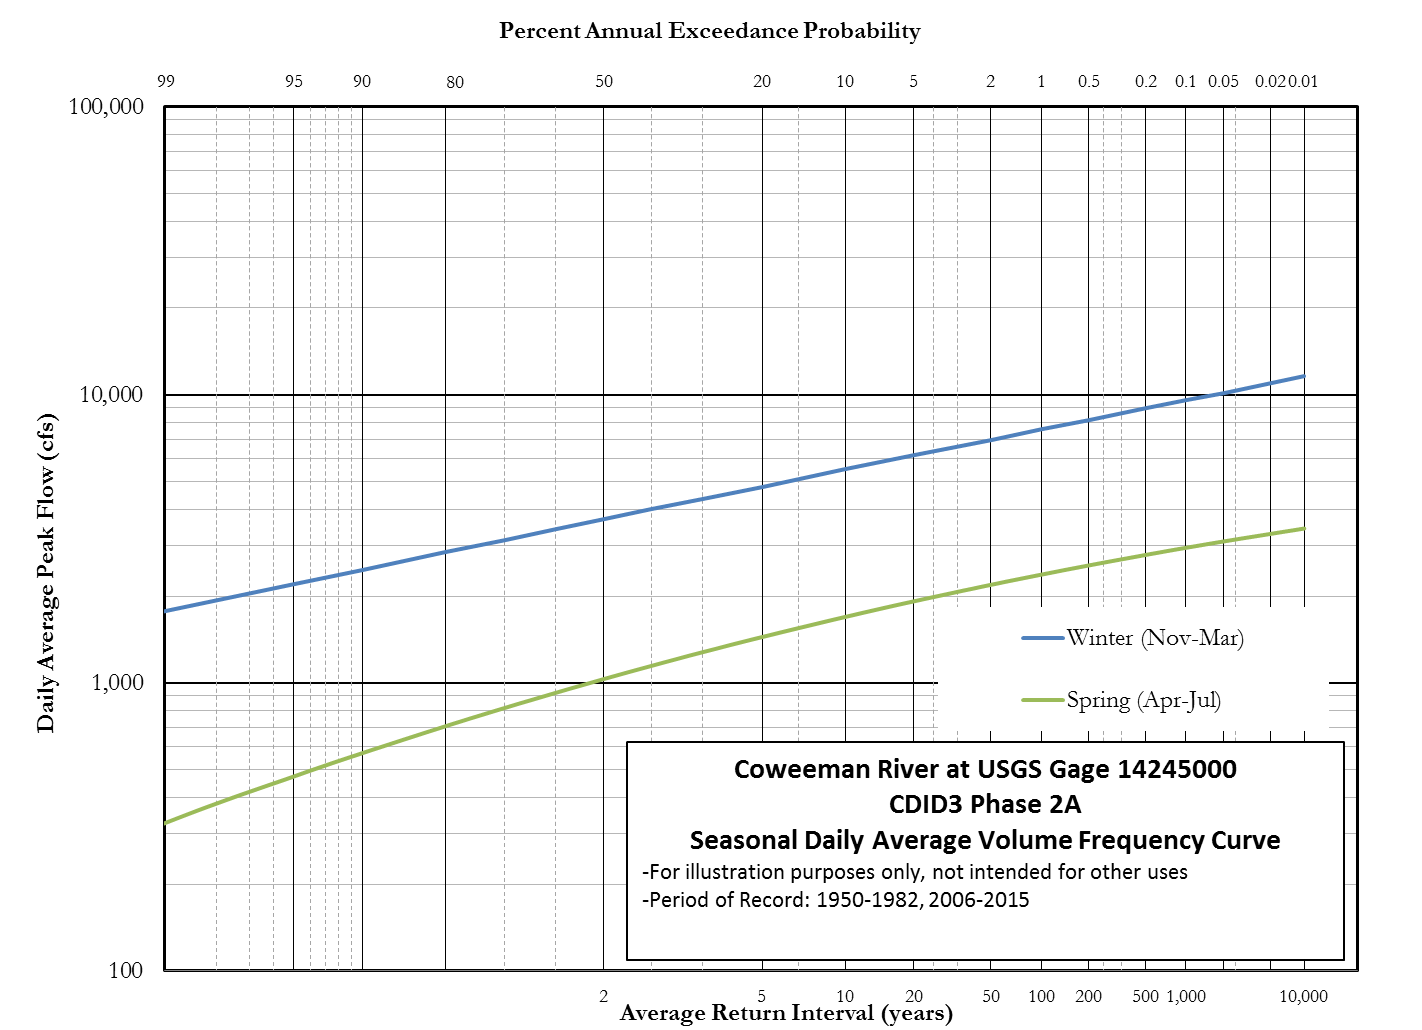 Percent Annual Exceedance Probability
99 95 90 80 50 20 10 5 2 1 0.5 0.2 0.1 0.05 0.02 0.01
100,000
10,000
1,000
100
Daily Average Peak Flow (cfs)
Winter (Nov-Mar)
Spring (Apr-Jul)
Coweeman River at USGS Gage 14245000
CDID3 Phase 2A
Seasonal Daily Average Volume Frequency Curve
-For illustration purposes only, not intended for other uses
-Period of Record: 1950-1982, 2006-2015
2 5 10 20 50 100 200 500 1,000 10,000
Average Return Interval (years)